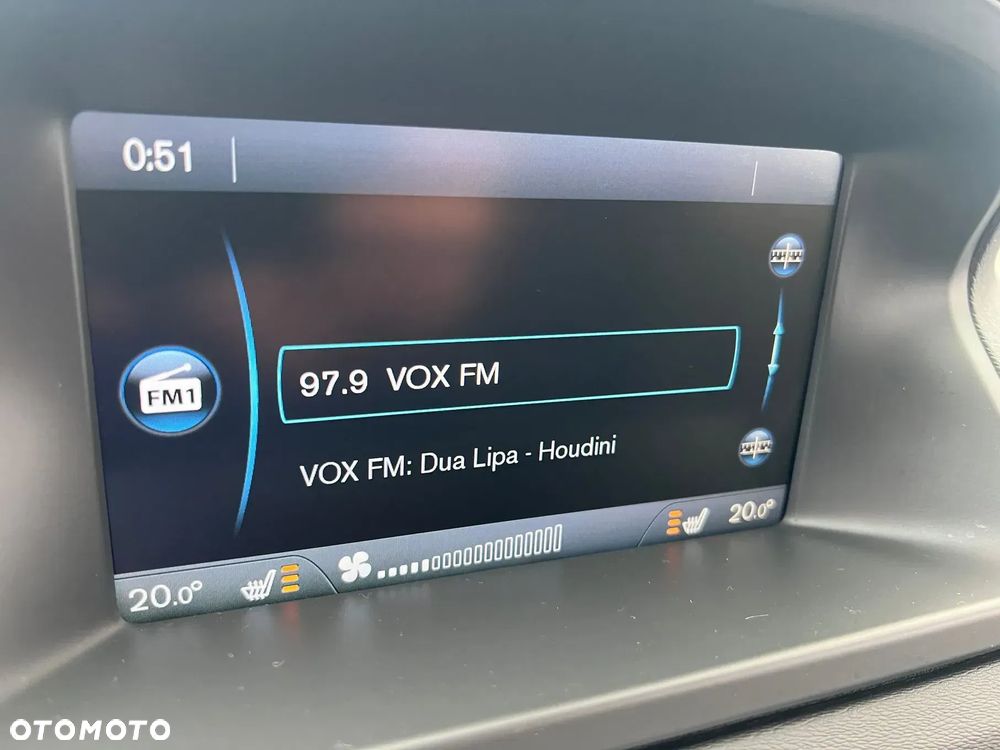 0:51
FM1
97.9 VOX FM
VOX FM: Dua Lipa - Houdini
20.0°
20.0°
OTOMOTO